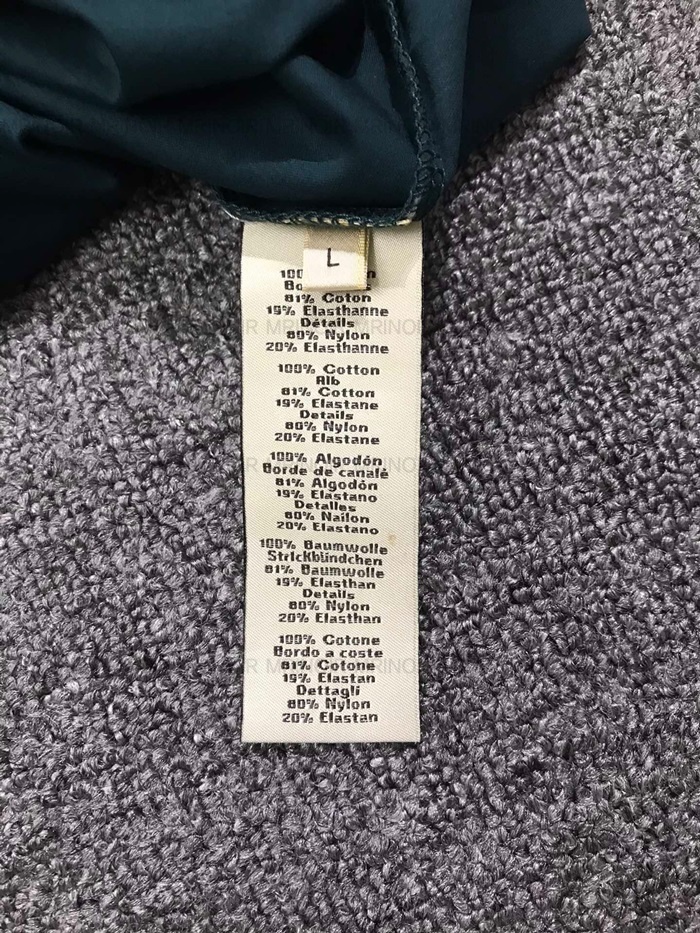 L
81% Coton
19% Elasthanne
Détails
80% Nylon
20% Elasthanne
100% Cotton
Rib
81% Cotton
19% Elastane
Details
80% Nylon
20% Elastane
100% Algodón
Borde de canalé
81% Algodón
19% Elastano
Detalles
80% Nailon
20% Elastano
100% Baumwolle
Strickbündchen
81% Baumwolle
19% Elasthan
Details
80% Nylon
20% Elasthan
100% Cotone
Bordo a coste
81% Cotone
19% Elastan
Dettagli
80% Nylon
20% Elastan